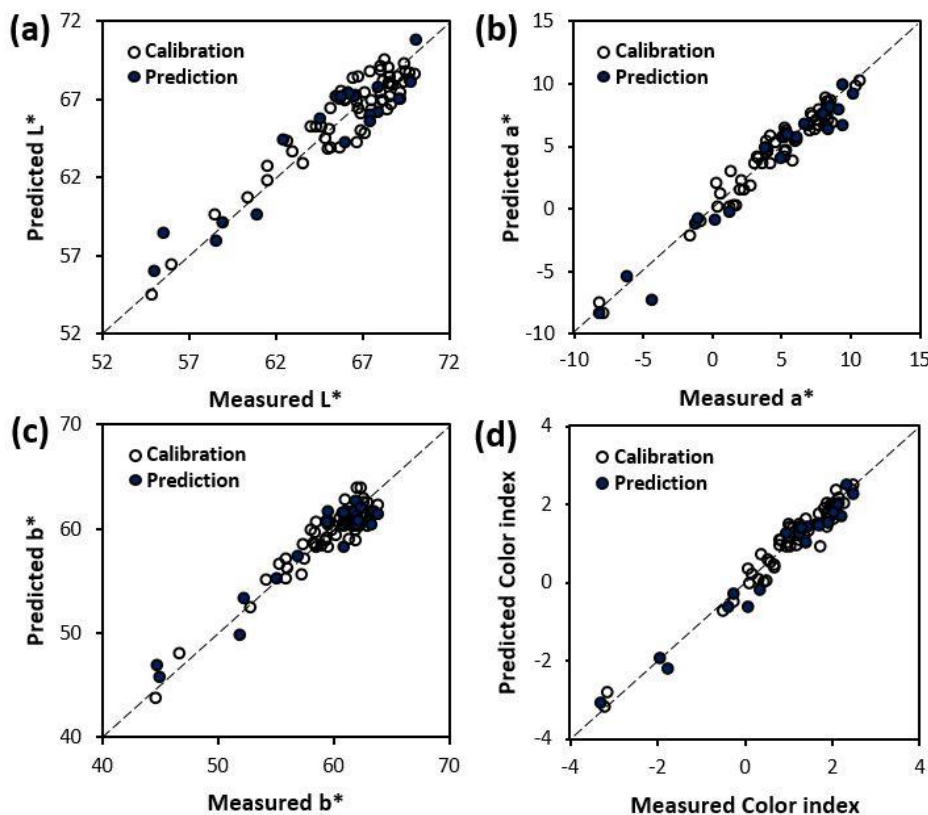 (a)
72
67
62
57
52
Predicted L*
Calibration
Prediction
52 57 62 67 72
Measured L*
(b)
15
10
5
0
-5
-10
Predicted a*
Calibration
Prediction
-10 -5 0 5 10 15
Measured a*
(c)
70
60
50
40
Predicted b*
Calibration
Prediction
40 50 60 70
Measured b*
(d)
4
2
0
-2
-4
Predicted Color index
Calibration
Prediction
-4 -2 0 2 4
Measured Color index